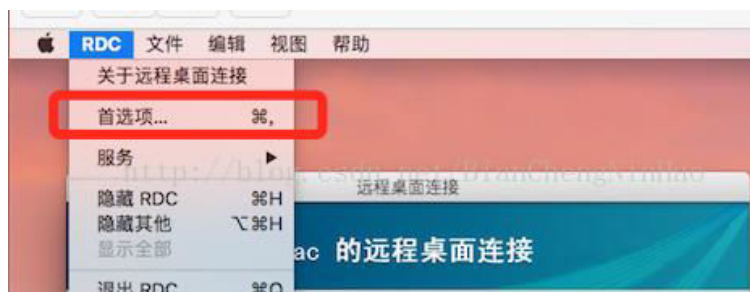 RDC 文件 编辑 视图 帮助
关于远程桌面连接
首选项... ⌘,
服务 ▶
http://blog.csdn.net/BianChengNinHao
远程桌面连接
隐藏 RDC ⌘H
隐藏其他 ⌥⌘H
显示全部
ac 的远程桌面连接
退出 RDC ⌘Q